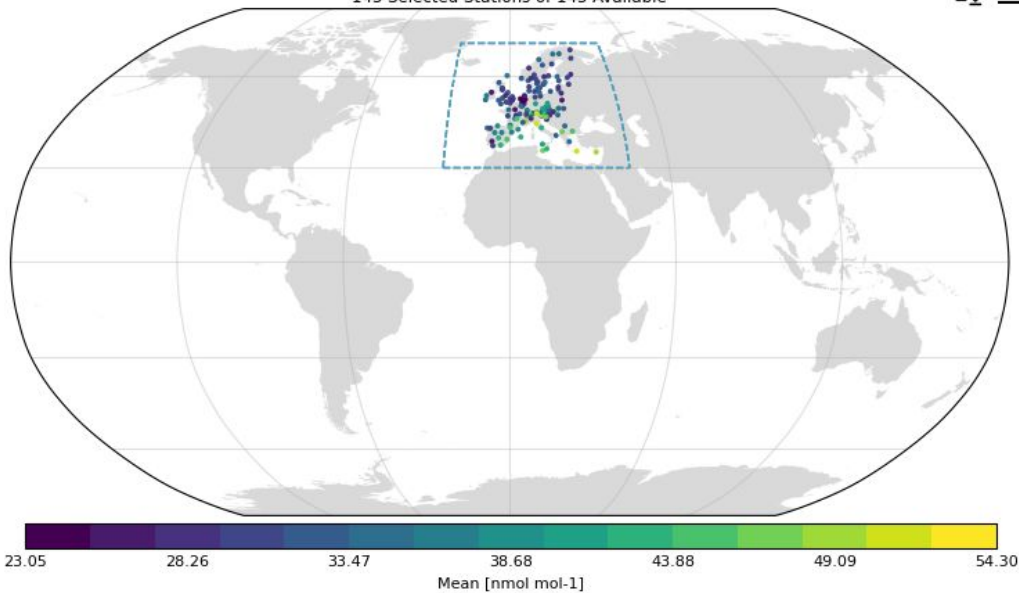 143 Selected Stations of 143 Available
23.05 28.26 33.47 38.68 43.88 49.09 54.30
Mean [nmol mol-1]